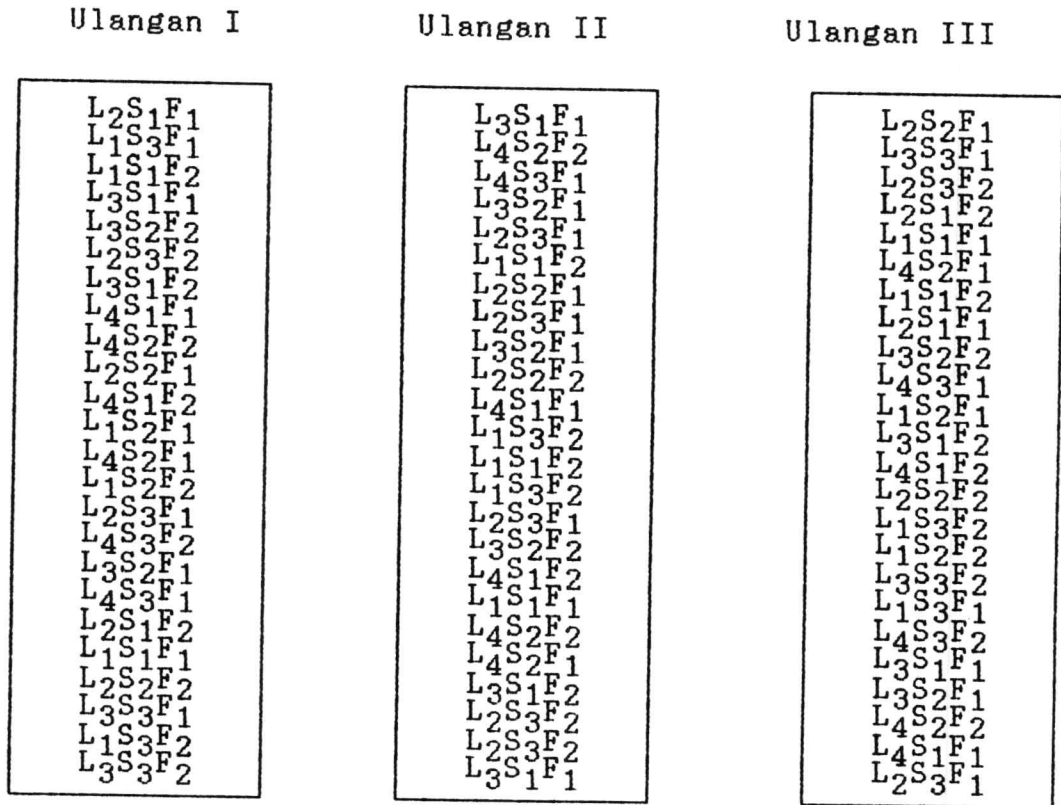 Ulangan I
L₂S₁F₁
L₁S₃F₁
L₁S₁F₂
L₃S₁F₁
L₃S₂F₂
L₂S₃F₂
L₃S₁F₂
L₄S₁F₁
L₄S₂F₂
L₂S₂F₁
L₄S₁F₂
L₁S₂F₁
L₄S₂F₁
L₁S₂F₂
L₂S₃F₁
L₄S₃F₂
L₃S₂F₁
L₄S₃F₁
L₂S₁F₂
L₁S₁F₁
L₂S₂F₂
L₃S₃F₁
L₁S₃F₂
L₃S₃F₂
Ulangan II
L₃S₁F₁
L₄S₂F₂
L₄S₃F₁
L₃S₂F₁
L₂S₃F₁
L₁S₁F₂
L₂S₂F₁
L₂S₃F₁
L₃S₂F₁
L₂S₂F₂
L₄S₁F₁
L₁S₃F₂
L₁S₁F₂
L₁S₃F₂
L₂S₃F₁
L₃S₂F₂
L₄S₁F₂
L₁S₁F₁
L₄S₂F₂
L₄S₂F₁
L₃S₁F₂
L₂S₃F₂
L₂S₃F₂
L₃S₁F₁
Ulangan III
L₂S₂F₁
L₃S₃F₁
L₂S₃F₂
L₂S₁F₂
L₁S₁F₁
L₄S₂F₁
L₁S₁F₂
L₂S₁F₁
L₃S₂F₂
L₄S₃F₁
L₁S₂F₁
L₃S₁F₂
L₄S₁F₂
L₂S₂F₂
L₁S₃F₂
L₁S₂F₂
L₃S₃F₂
L₁S₃F₁
L₄S₃F₂
L₃S₁F₁
L₃S₂F₁
L₄S₂F₂
L₄S₁F₁
L₂S₃F₁